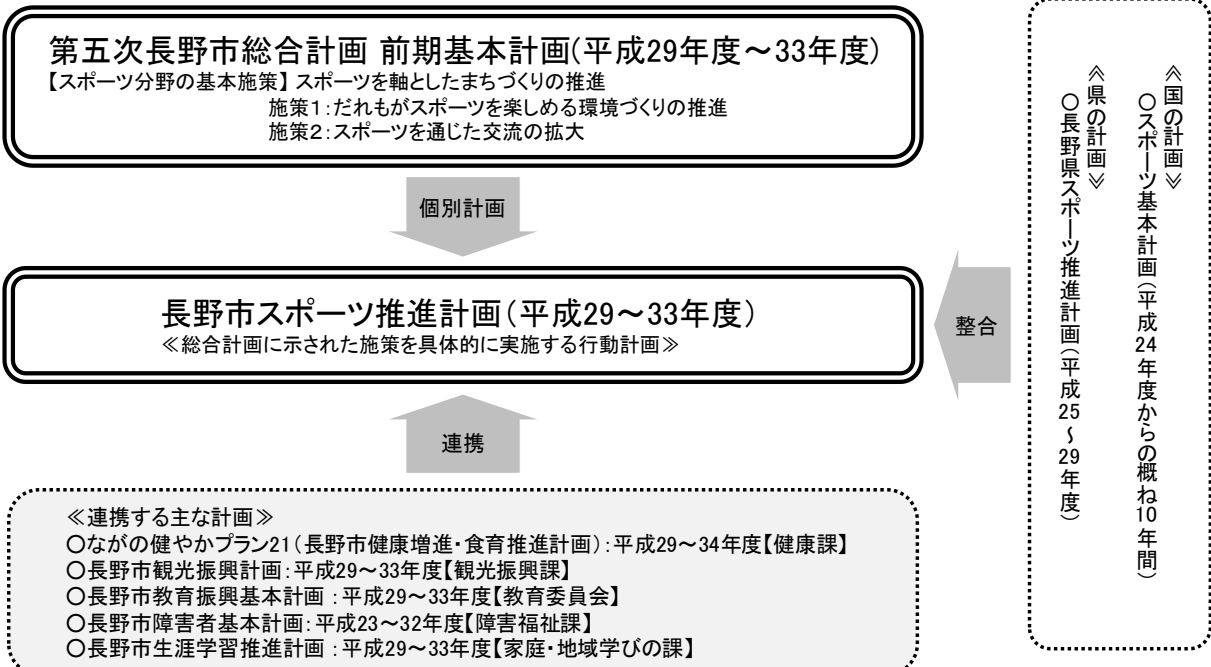 第五次長野市総合計画 前期基本計画(平成29年度～33年度)
【スポーツ分野の基本施策】スポーツを軸としたまちづくりの推進
施策１：だれもがスポーツを楽しめる環境づくりの推進
施策２：スポーツを通じた交流の拡大
個別計画
長野市スポーツ推進計画（平成29～33年度）
≪総合計画に示された施策を具体的に実施する行動計画≫
整合
連携
≪連携する主な計画≫
○ながの健やかプラン21（長野市健康増進・食育推進計画）：平成29～34年度【健康課】
○長野市観光振興計画：平成29～33年度【観光振興課】
○長野市教育振興基本計画：平成29～33年度【教育委員会】
○長野市障害者基本計画：平成23～32年度【障害福祉課】
○長野市生涯学習推進計画：平成29～33年度【家庭・地域学びの課】
≪国の計画≫
○スポーツ基本計画（平成24年度からの概ね10年間）
≪県の計画≫
○長野県スポーツ推進計画（平成25～29年度）